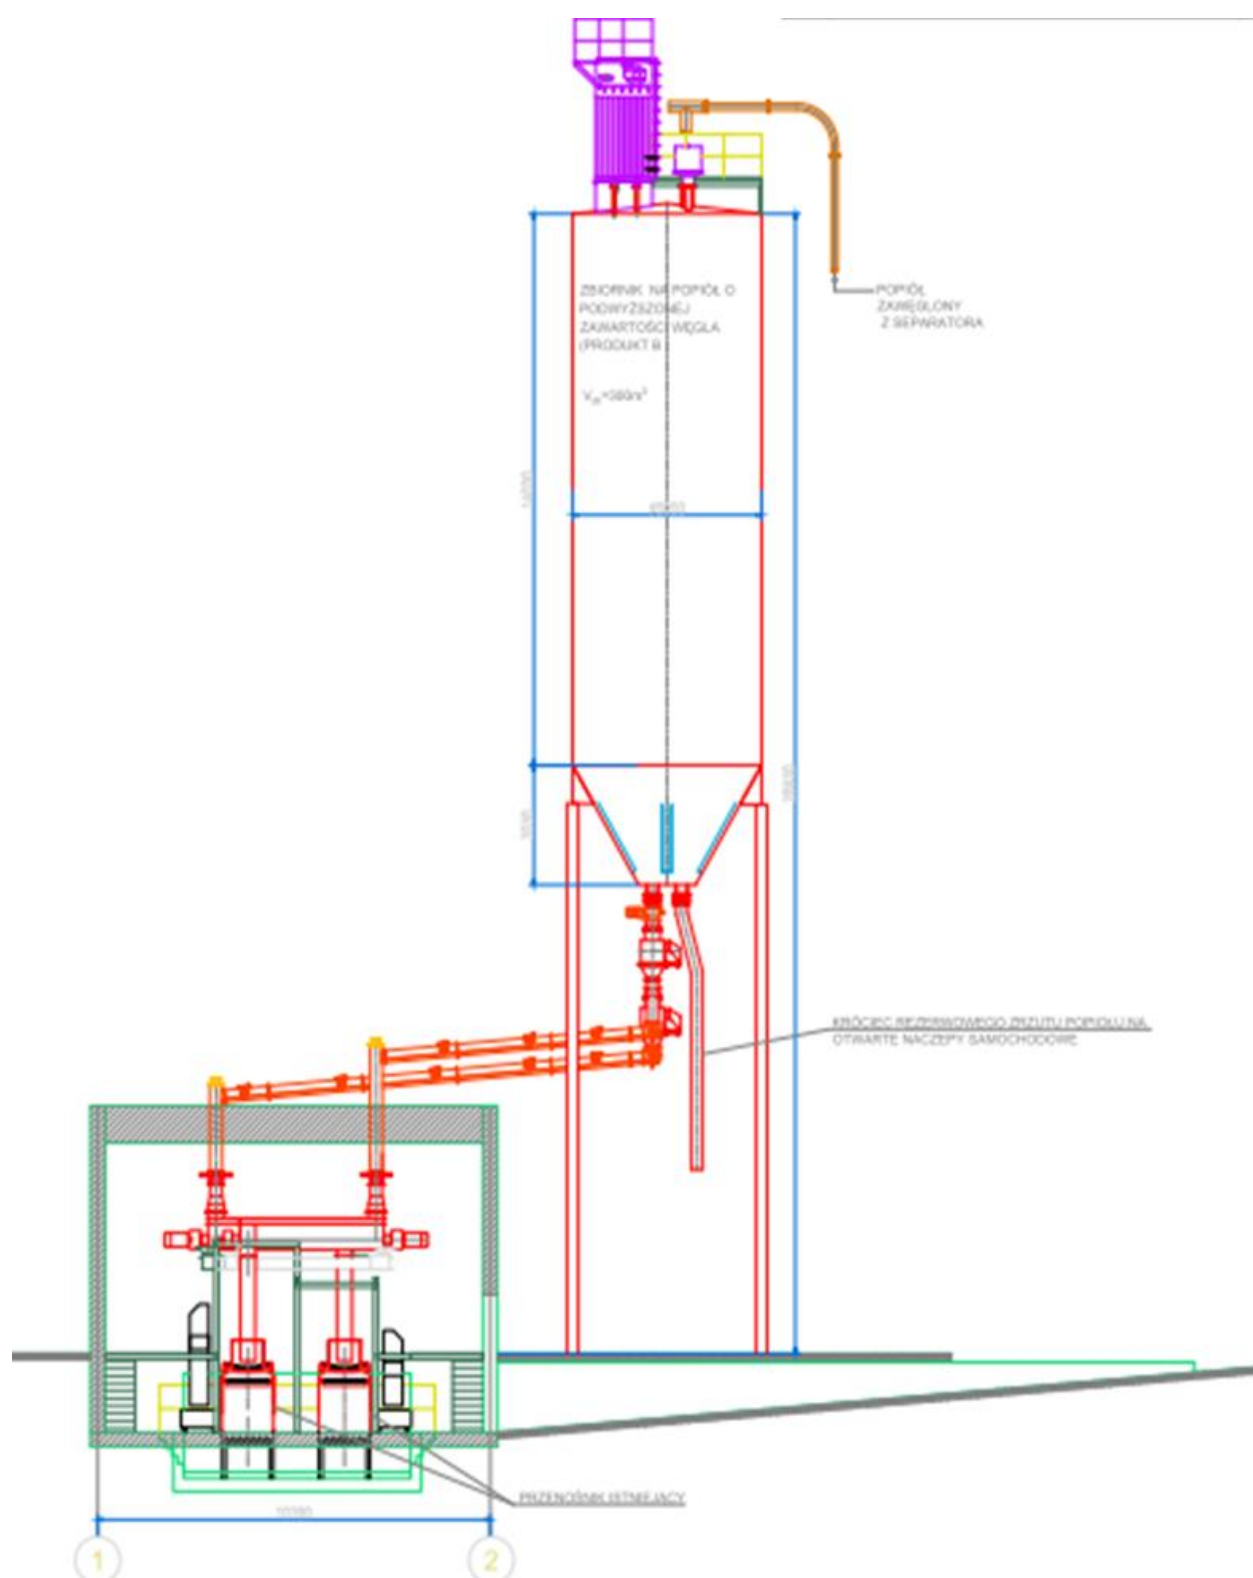 ZBIORNIK NA POPIÓŁ O
PODWYŻSZONEJ
ZAWARTOŚCI WĘGLA
(PRODUKT B
POPIÓŁ
ZAWĘGLONY
Z SEPARATORA
KRÓCIEC REZERWOWEGO ZRZUTU POPIOŁU NA
OTWARTE NACZEPY SAMOCHODOWE
PRZENOŚNIK ISTNIEJĄCY
1
2